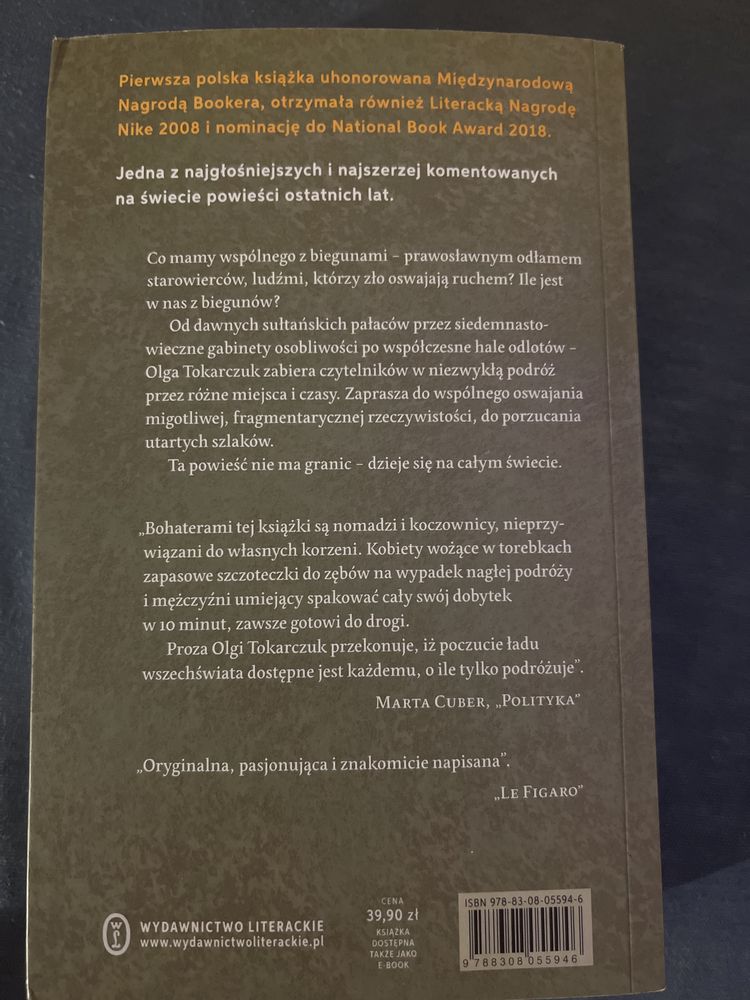 Pierwsza polska książka uhonorowana Międzynarodową
Nagrodą Bookera, otrzymała również Literacką Nagrodę
Nike 2008 i nominację do National Book Award 2018.
Jedna z najgłośniejszych i najszerzej komentowanych
na świecie powieści ostatnich lat.
Co mamy wspólnego z biegunami – prawosławnym odłamem
starowierców, ludźmi, którzy zło oswajają ruchem? Ile jest
w nas z biegunów?
Od dawnych sułtańskich pałaców przez siedemnasto-
wieczne gabinety osobliwości po współczesne hale odlotów –
Olga Tokarczuk zabiera czytelników w niezwykłą podróż
przez różne miejsca i czasy. Zaprasza do wspólnego oswajania
migotliwej, fragmentarycznej rzeczywistości, do porzucania
utartych szlaków.
Ta powieść nie ma granic – dzieje się na całym świecie.
„Bohaterami tej książki są nomadzi i koczownicy, nieprzy-
wiązani do własnych korzeni. Kobiety wożące w torebkach
zapasowe szczoteczki do zębów na wypadek nagłej podróży
i mężczyźni umiejący spakować cały swój dobytek
w 10 minut, zawsze gotowi do drogi.
Proza Olgi Tokarczuk przekonuje, iż poczucie ładu
wszechświata dostępne jest każdemu, o ile tylko podróżuje”.
Marta Cuber, „Polityka”
„Oryginalna, pasjonująca i znakomicie napisana”.
„Le Figaro”
WYDAWNICTWO LITERACKIE
www.wydawnictwoliterackie.pl
CENA
39,90 zł
KSIĄŻKA
DOSTĘPNA
TAKŻE JAKO
E-BOOK
ISBN 978-83-08-05594-6
9 788308 055946